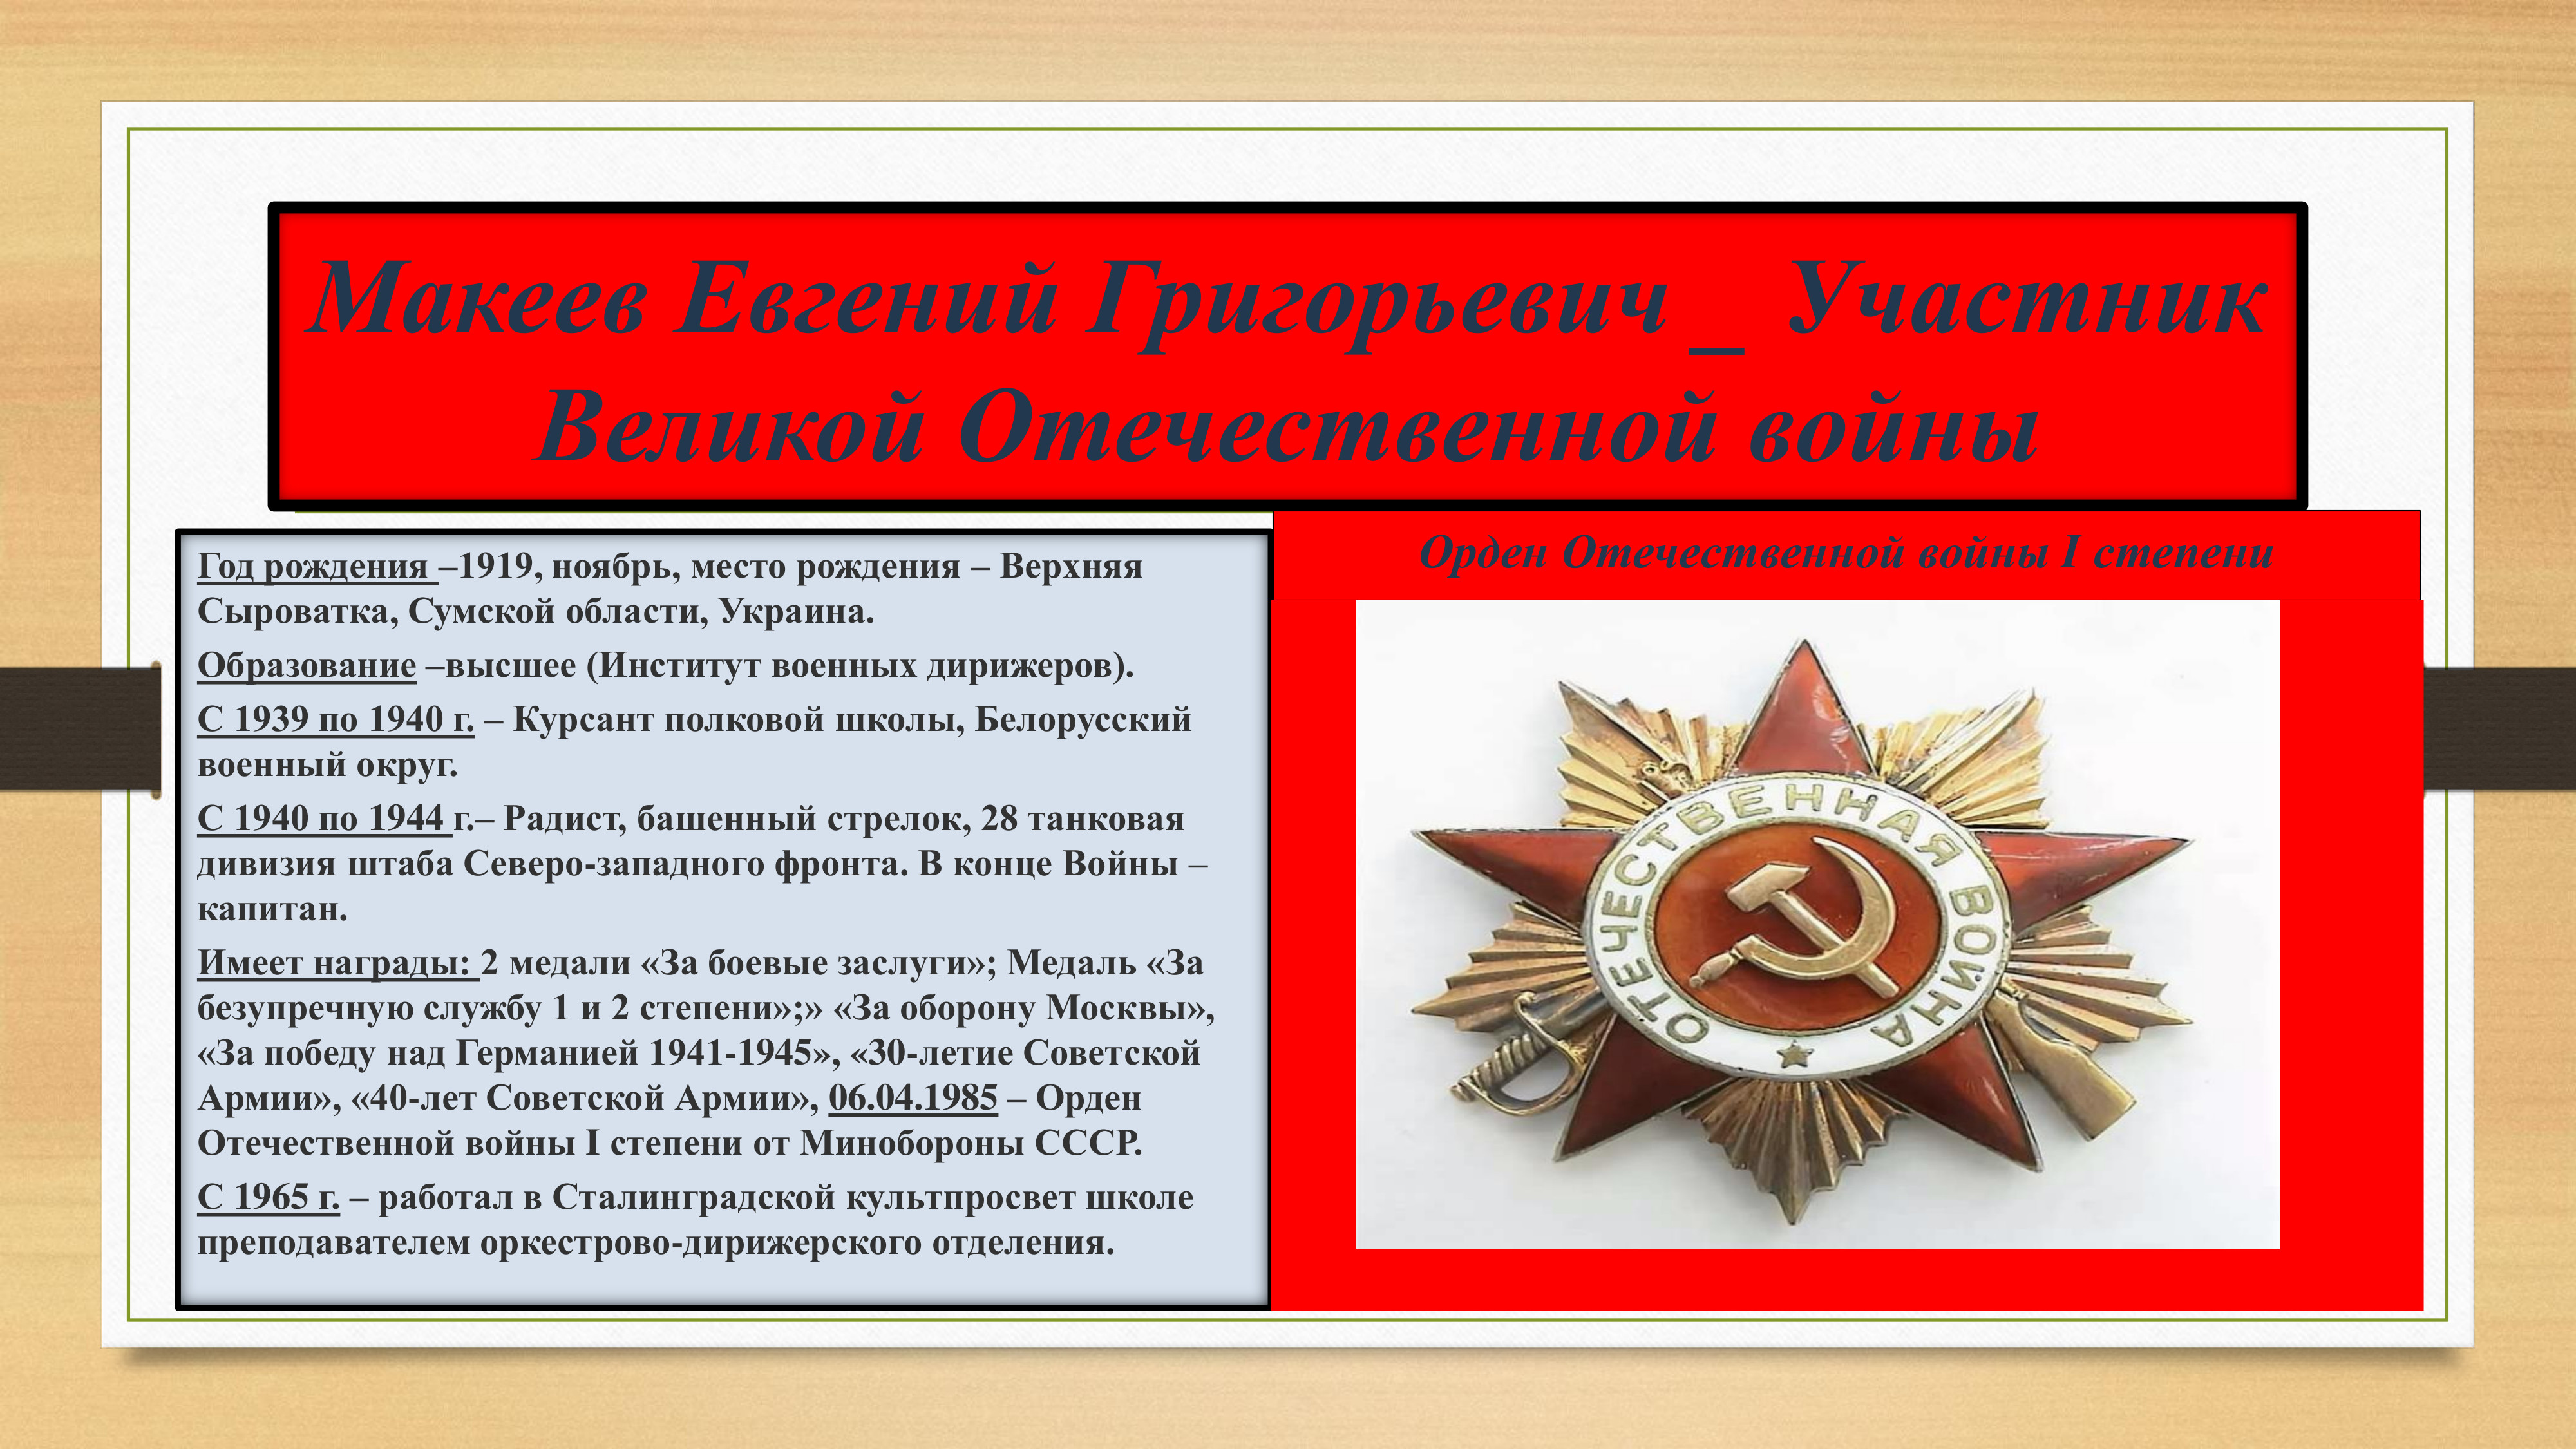 Макеев Евгений Григорьевич _ Участник
Великой Отечественной войны
Год рождения –1919, ноябрь, место рождения – Верхняя
Сыроватка, Сумской области, Украина.
Образование –высшее (Институт военных дирижеров).
С 1939 по 1940 г. – Курсант полковой школы, Белорусский
военный округ.
С 1940 по 1944 г.– Радист, башенный стрелок, 28 танковая
дивизия штаба Северо-западного фронта. В конце Войны –
капитан.
Имеет награды: 2 медали «За боевые заслуги»; Медаль «За
безупречную службу 1 и 2 степени»;» «За оборону Москвы»,
«За победу над Германией 1941-1945», «30-летие Советской
Армии», «40-лет Советской Армии», 06.04.1985 – Орден
Отечественной войны I степени от Минобороны СССР.
С 1965 г. – работал в Сталинградской культпросвет школе
преподавателем оркестрово-дирижерского отделения.
Орден Отечественной войны I степени
ОТЕЧЕСТВЕННАЯ ВОЙНА